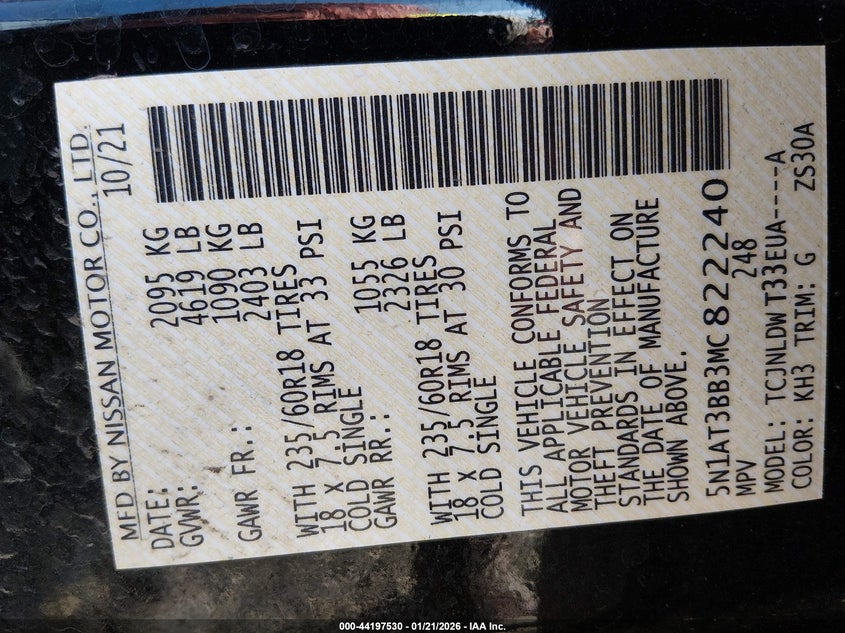 MFD BY NISSAN MOTOR CO., LTD.
DATE: 10/21
GVWR: 2095 KG
4619 LB
GAWR FR.: 1090 KG
2403 LB
WITH 235/60R18 TIRES
18 X 7.5 RIMS AT 33 PSI
COLD SINGLE
GAWR RR.: 1055 KG
2326 LB
WITH 235/60R18 TIRES
18 X 7.5 RIMS AT 30 PSI
COLD SINGLE
THIS VEHICLE CONFORMS TO
ALL APPLICABLE FEDERAL
MOTOR VEHICLE SAFETY AND
THEFT PREVENTION
STANDARDS IN EFFECT ON
THE DATE OF MANUFACTURE
SHOWN ABOVE.
5N1AT3BB3MC822240
MPV 248
MODEL: TCJNLDW T33EUA----A
COLOR: KH3 TRIM: G ZS30A
000-44197530 - 01/21/2026 - IAA Inc.